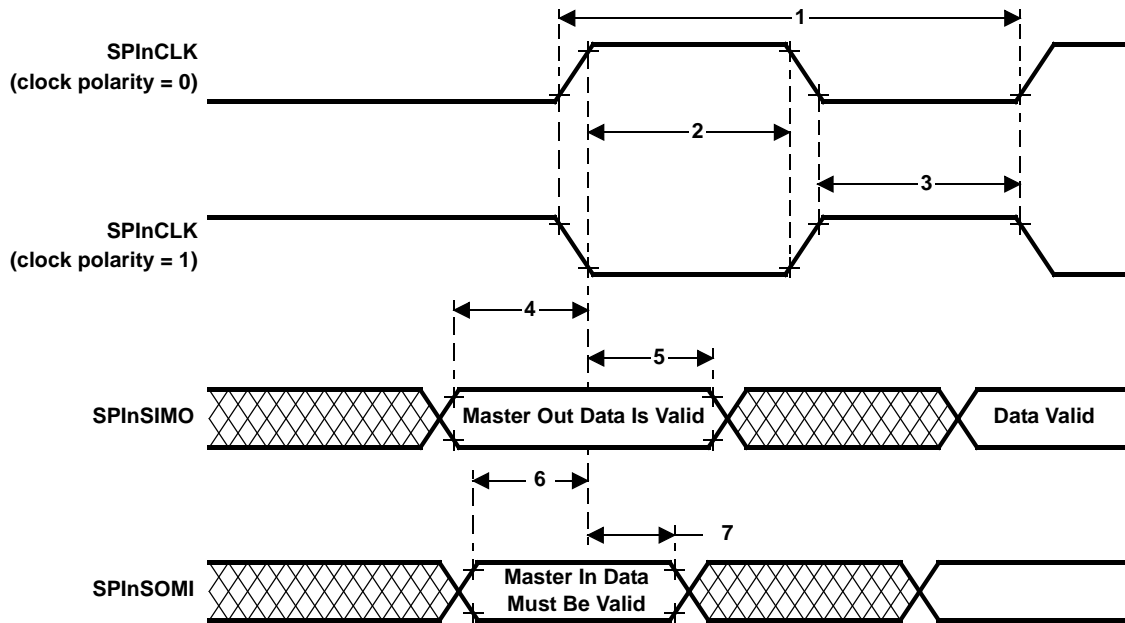 1
SPInCLK
(clock polarity = 0)
2
3
SPInCLK
(clock polarity = 1)
4
5
SPInSIMO
Master Out Data Is Valid
Data Valid
6
7
SPInSOMI
Master In Data
Must Be Valid